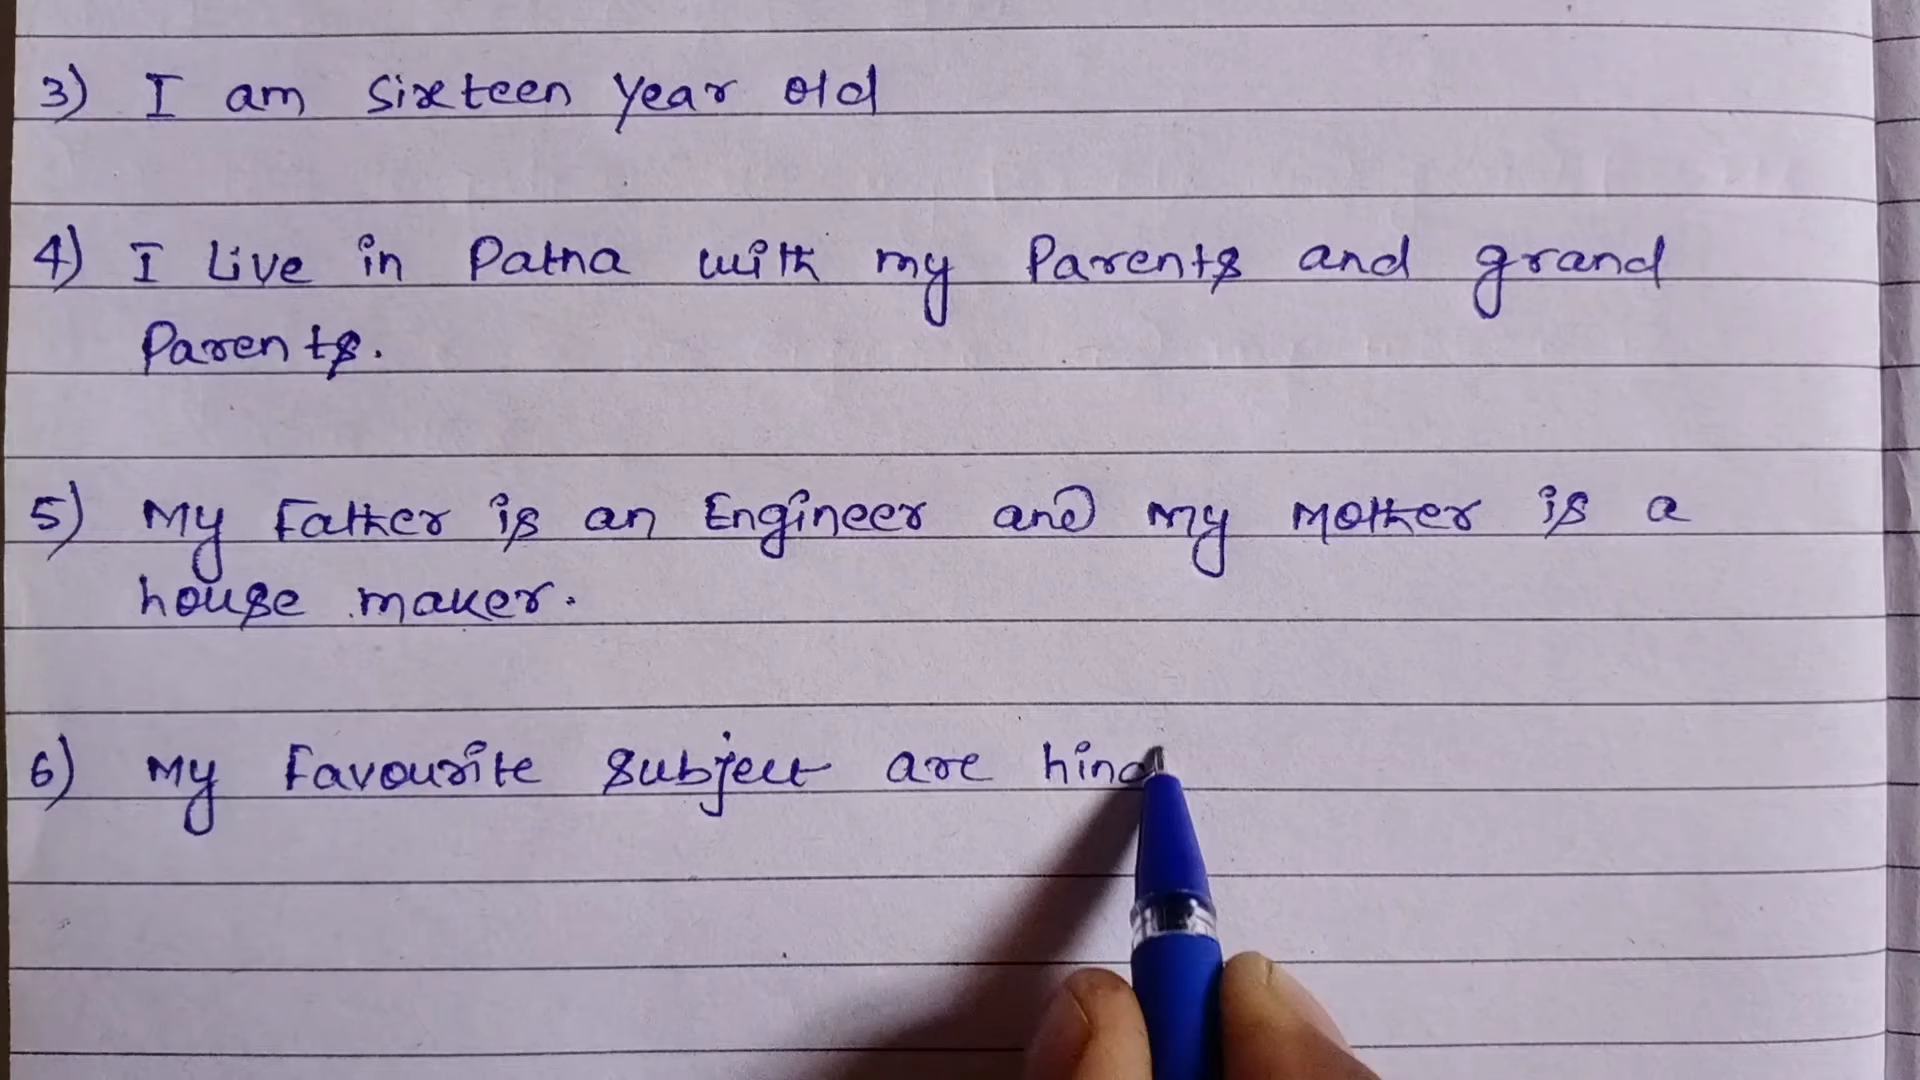 3) I am sixteen year old
4) I Live in Patna with my Parents and grand
Parents.
5) My Father is an Engineer and my Mother is a
house maker.
6) My favourite subject are hind